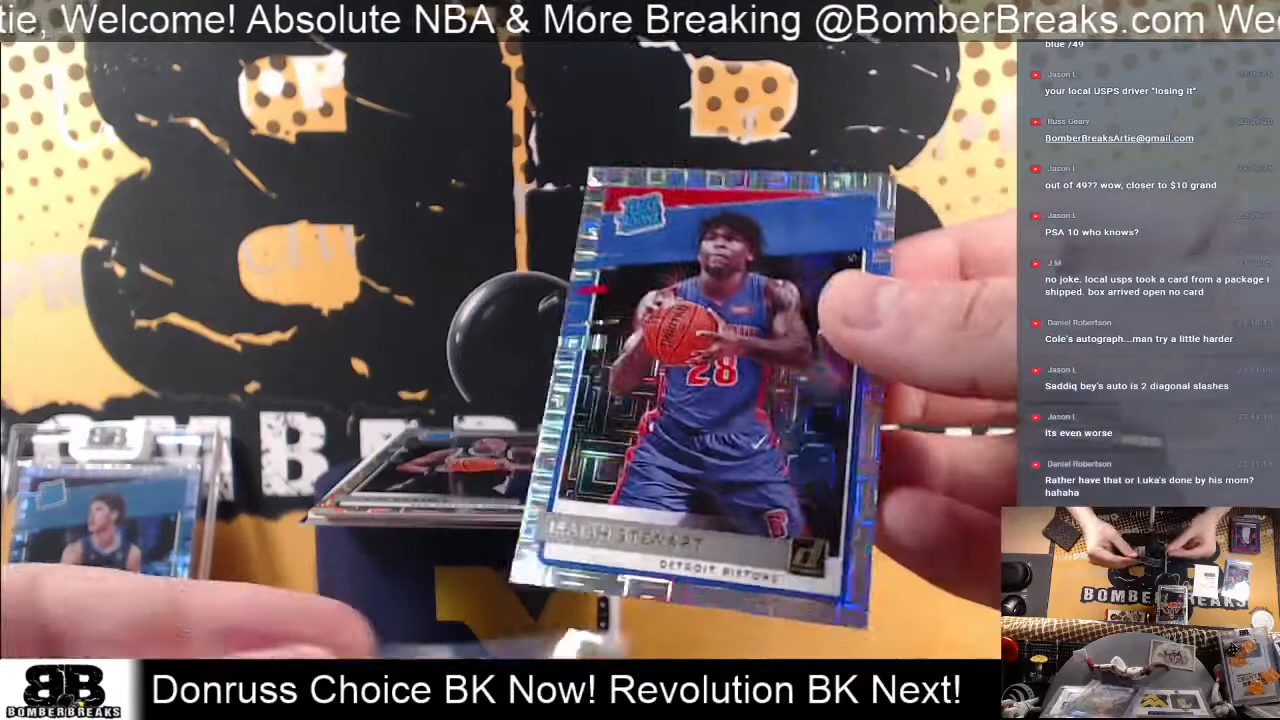 tie, Welcome! Absolute NBA & More Breaking @BomberBreaks.com We
blue /49
Jason L
your local USPS driver "losing it"
Russ Geary
BomberBreaksArtie@gmail.com
Jason L
out of 49?? wow, closer to $10 grand
Jason L
PSA 10 who knows?
J M
no joke. local usps took a card from a package I
shipped. box arrived open no card
Daniel Robertson
Cole's autograph...man try a little harder
Jason L
Saddiq bey's auto is 2 diagonal slashes
Jason L
its even worse
Daniel Robertson
Rather have that or Luka's done by his mom?
hahaha
28
ISAIAH STEWART
DETROIT PISTONS
BOMBER BREAKS
BB
BOMBERBREAKS
Donruss Choice BK Now! Revolution BK Next!